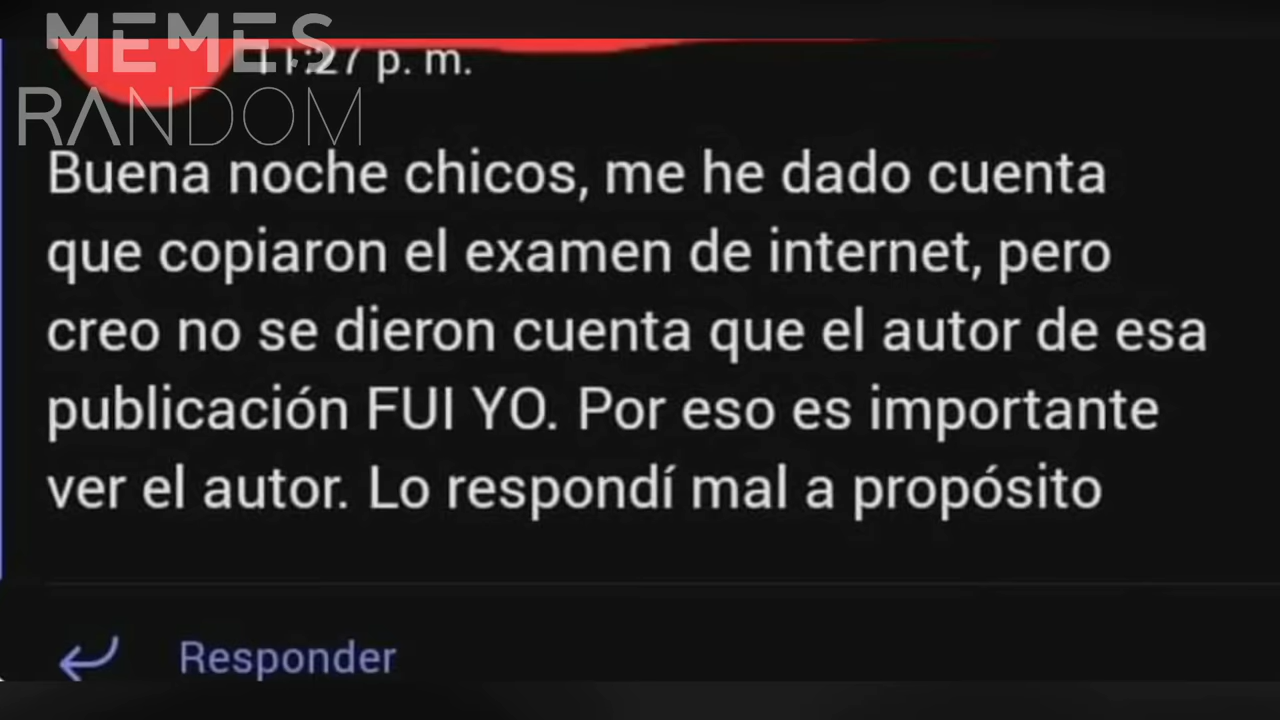 MEMES
RANDOM
11:27 p. m.
Buena noche chicos, me he dado cuenta
que copiaron el examen de internet, pero
creo no se dieron cuenta que el autor de esa
publicación FUI YO. Por eso es importante
ver el autor. Lo respondí mal a propósito
Responder